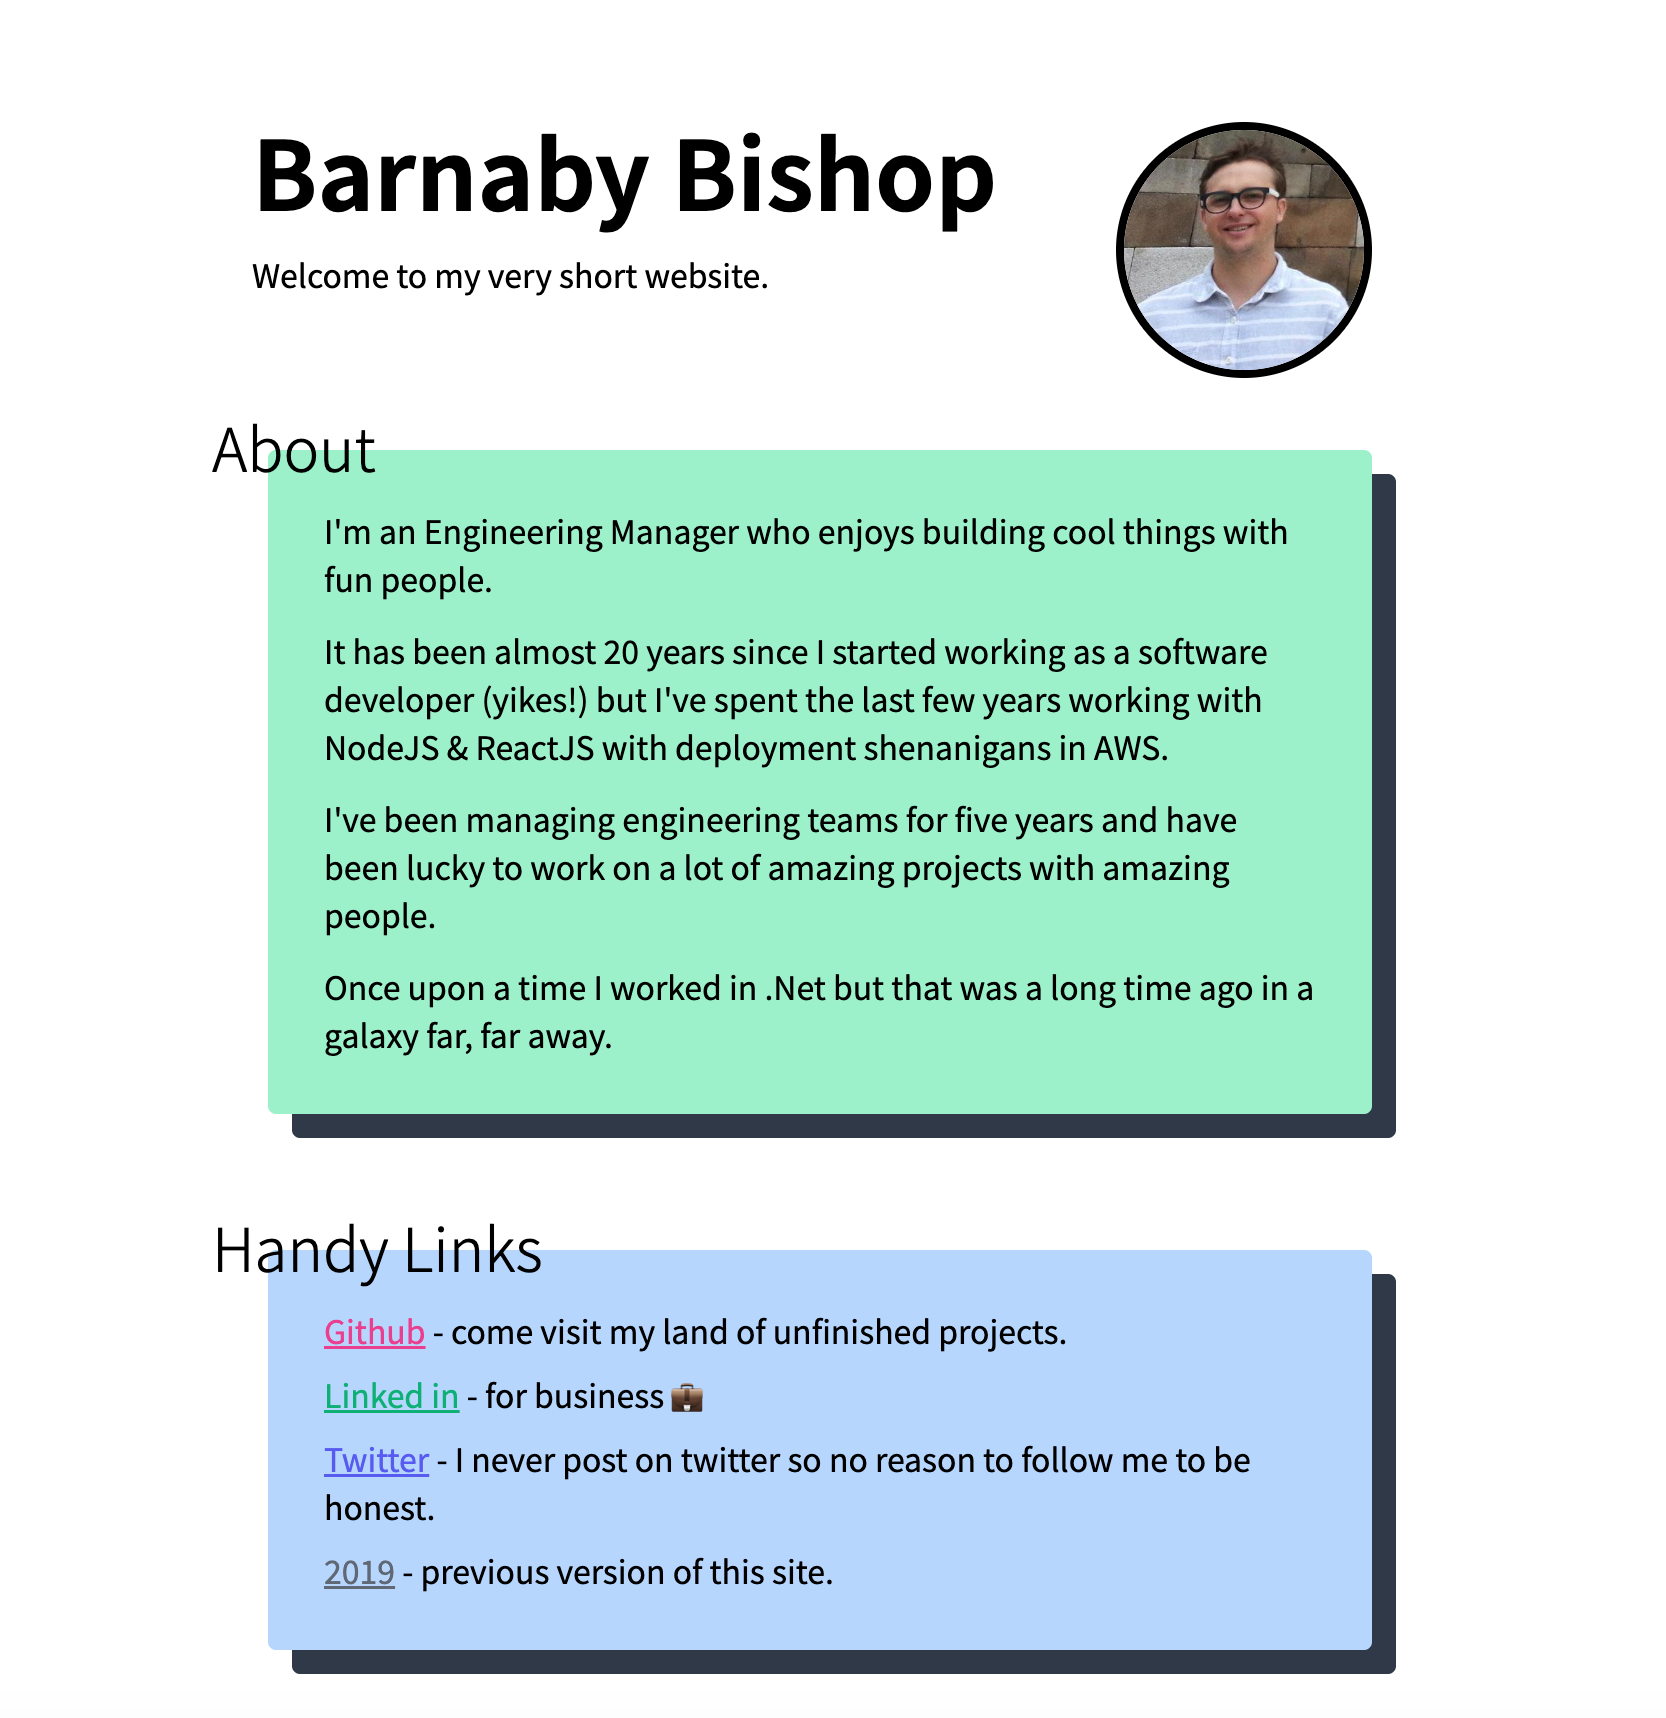 Barnaby Bishop
Welcome to my very short website.
About
I'm an Engineering Manager who enjoys building cool things with
fun people.
It has been almost 20 years since I started working as a software
developer (yikes!) but I've spent the last few years working with
NodeJS & ReactJS with deployment shenanigans in AWS.
I've been managing engineering teams for five years and have
been lucky to work on a lot of amazing projects with amazing
people.
Once upon a time I worked in .Net but that was a long time ago in a
galaxy far, far away.
Handy Links
Github - come visit my land of unfinished projects.
Linked in - for business 💼
Twitter - I never post on twitter so no reason to follow me to be
honest.
2019 - previous version of this site.